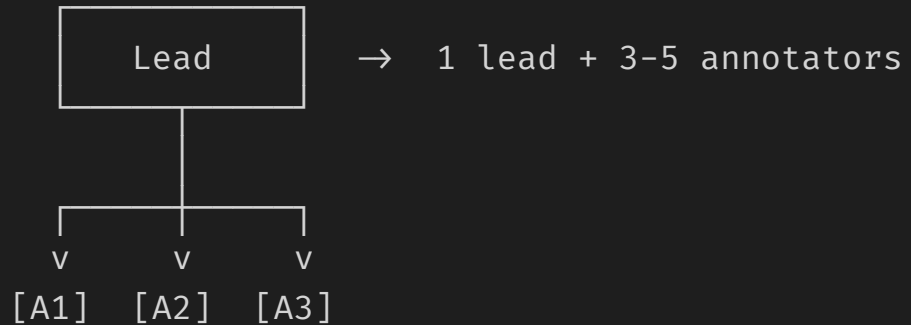 Lead → 1 lead + 3-5 annotators
v v v
[A1] [A2] [A3]